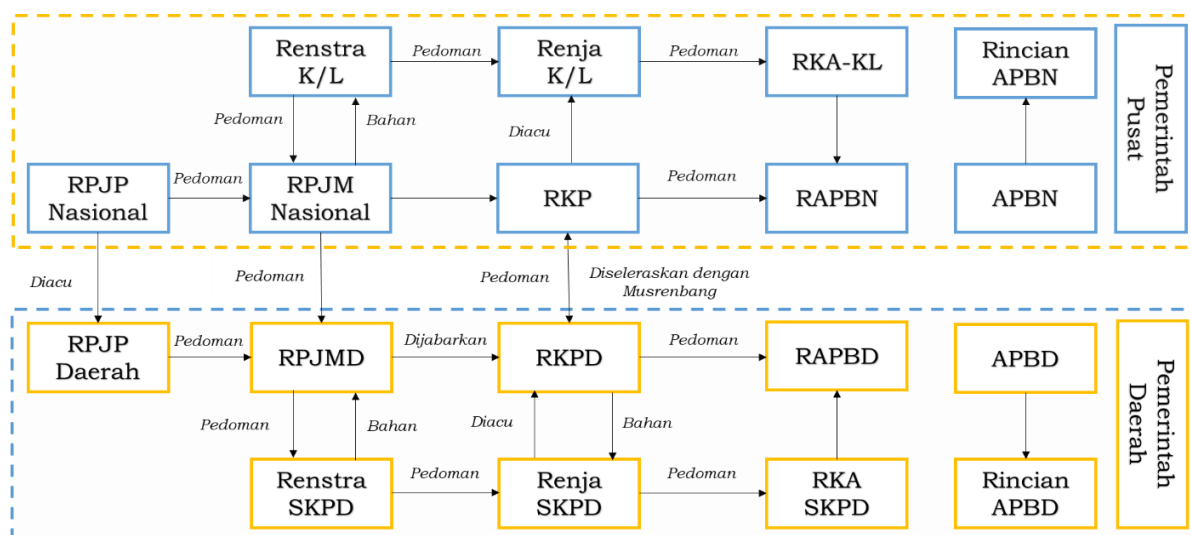 Renstra
K/L
Pedoman
Renja
K/L
Pedoman
RKA-KL
Rincian
APBN
Pemerintah
Pusat
Pedoman
Bahan
Diacu
RPJP
Nasional
Pedoman
RPJM
Nasional
RKP
Pedoman
RAPBN
APBN
Diacu
Pedoman
Pedoman
Diseleraskan dengan
Musrenbang
RPJP
Daerah
Pedoman
RPJMD
Dijabarkan
RKPD
Pedoman
RAPBD
APBD
Pemerintah
Daerah
Pedoman
Bahan
Diacu
Bahan
Renstra
SKPD
Pedoman
Renja
SKPD
Pedoman
RKA
SKPD
Rincian
APBD